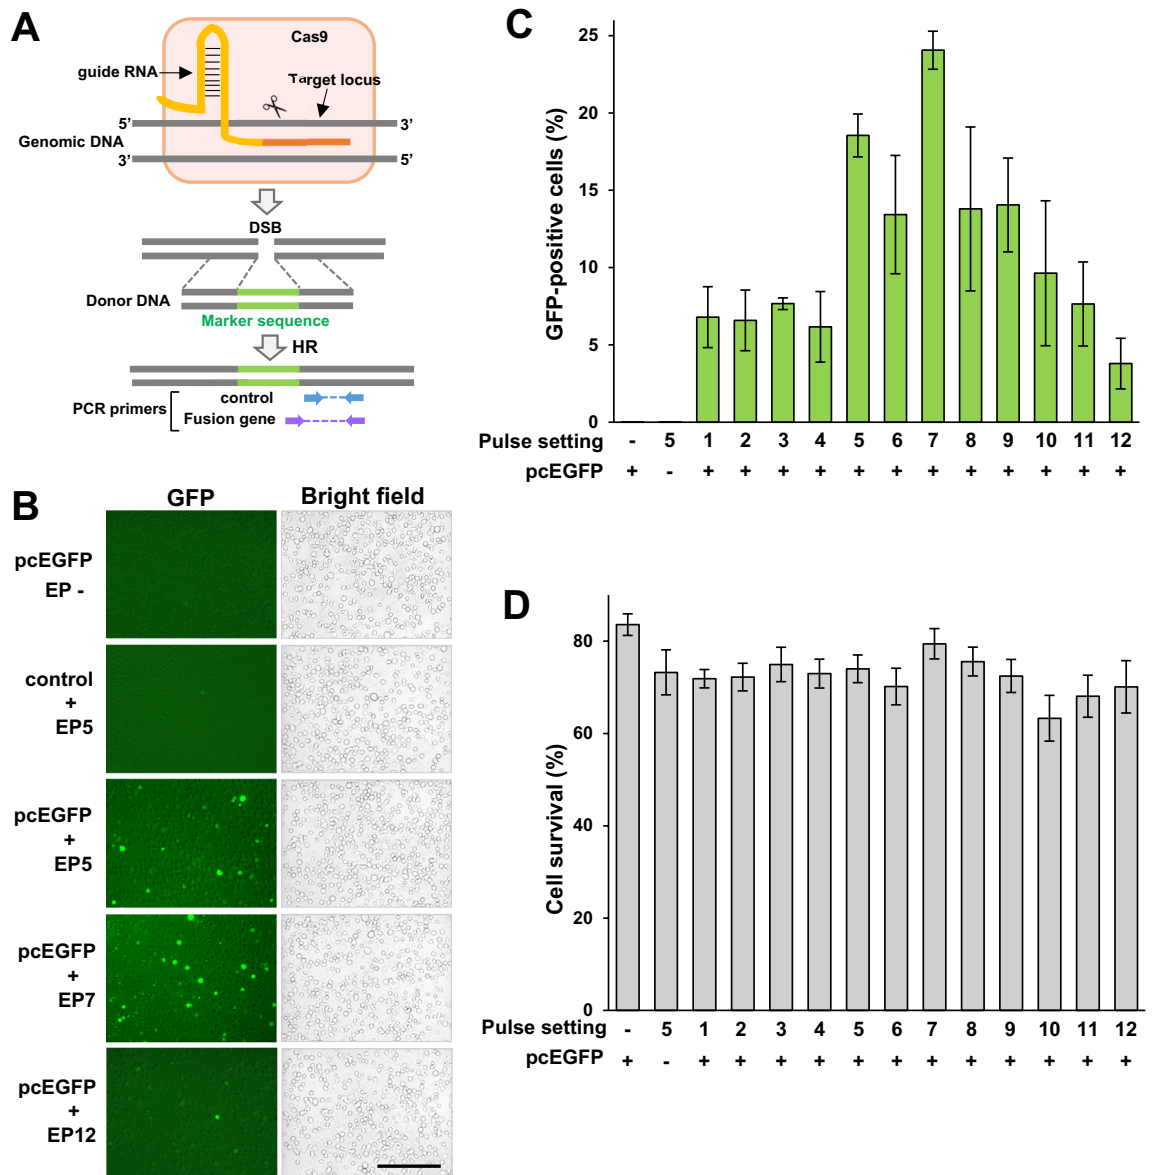 A
Cas9
guide RNA
Target locus
5’ 3’
Genomic DNA
3’ 5’
DSB
Donor DNA
Marker sequence
HR
control
PCR primers
Fusion gene
B
GFP Bright field
pcEGFP
EP -
control
+
EP5
pcEGFP
+
EP5
pcEGFP
+
EP7
pcEGFP
+
EP12
C
GFP-positive cells (%)
25
20
15
10
5
0
Pulse setting - 5 1 2 3 4 5 6 7 8 9 10 11 12
pcEGFP + - + + + + + + + + + + + +
D
Cell survival (%)
80
60
40
20
0
Pulse setting - 5 1 2 3 4 5 6 7 8 9 10 11 12
pcEGFP + - + + + + + + + + + + + +